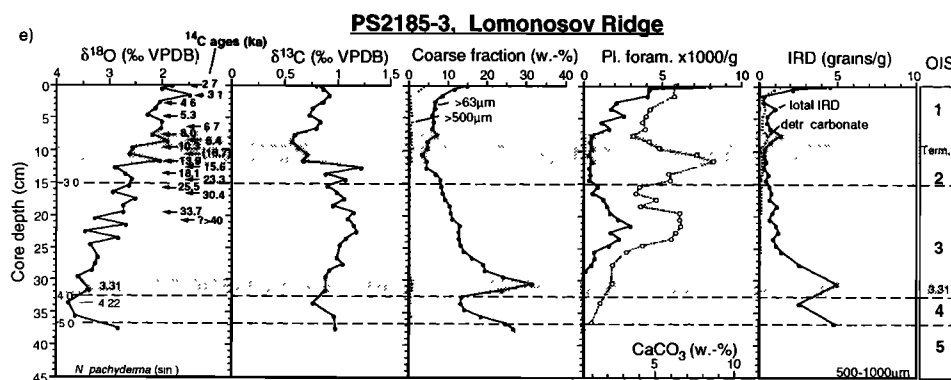 PS2185-3, Lomonosov Ridge
e)
14C ages (ka)
δ18O (‰ VPDB)
δ13C (‰ VPDB)
Coarse fraction (w.-%)
Pl. foram. x1000/g
IRD (grains/g)
OIS
4 3 2 1
0 0,5 1 1,5
0 10 20 30 40
0 5 10
0 5 10
Core depth (cm)
0
5
10
15
20
25
30
35
40
45
2 7
3 1
4 6
5.3
6 7
8.4
13.9
15.6
18.1
23.3
25.5
30.4
33.7
?>40
3.31
4 22
3 0
4 0
5 0
>63µm
>500µm
total IRD
detr carbonate
1
Term.
2
3
3.31
4
5
N pachyderma (sin)
CaCO3 (w.-%)
5 10
500-1000um